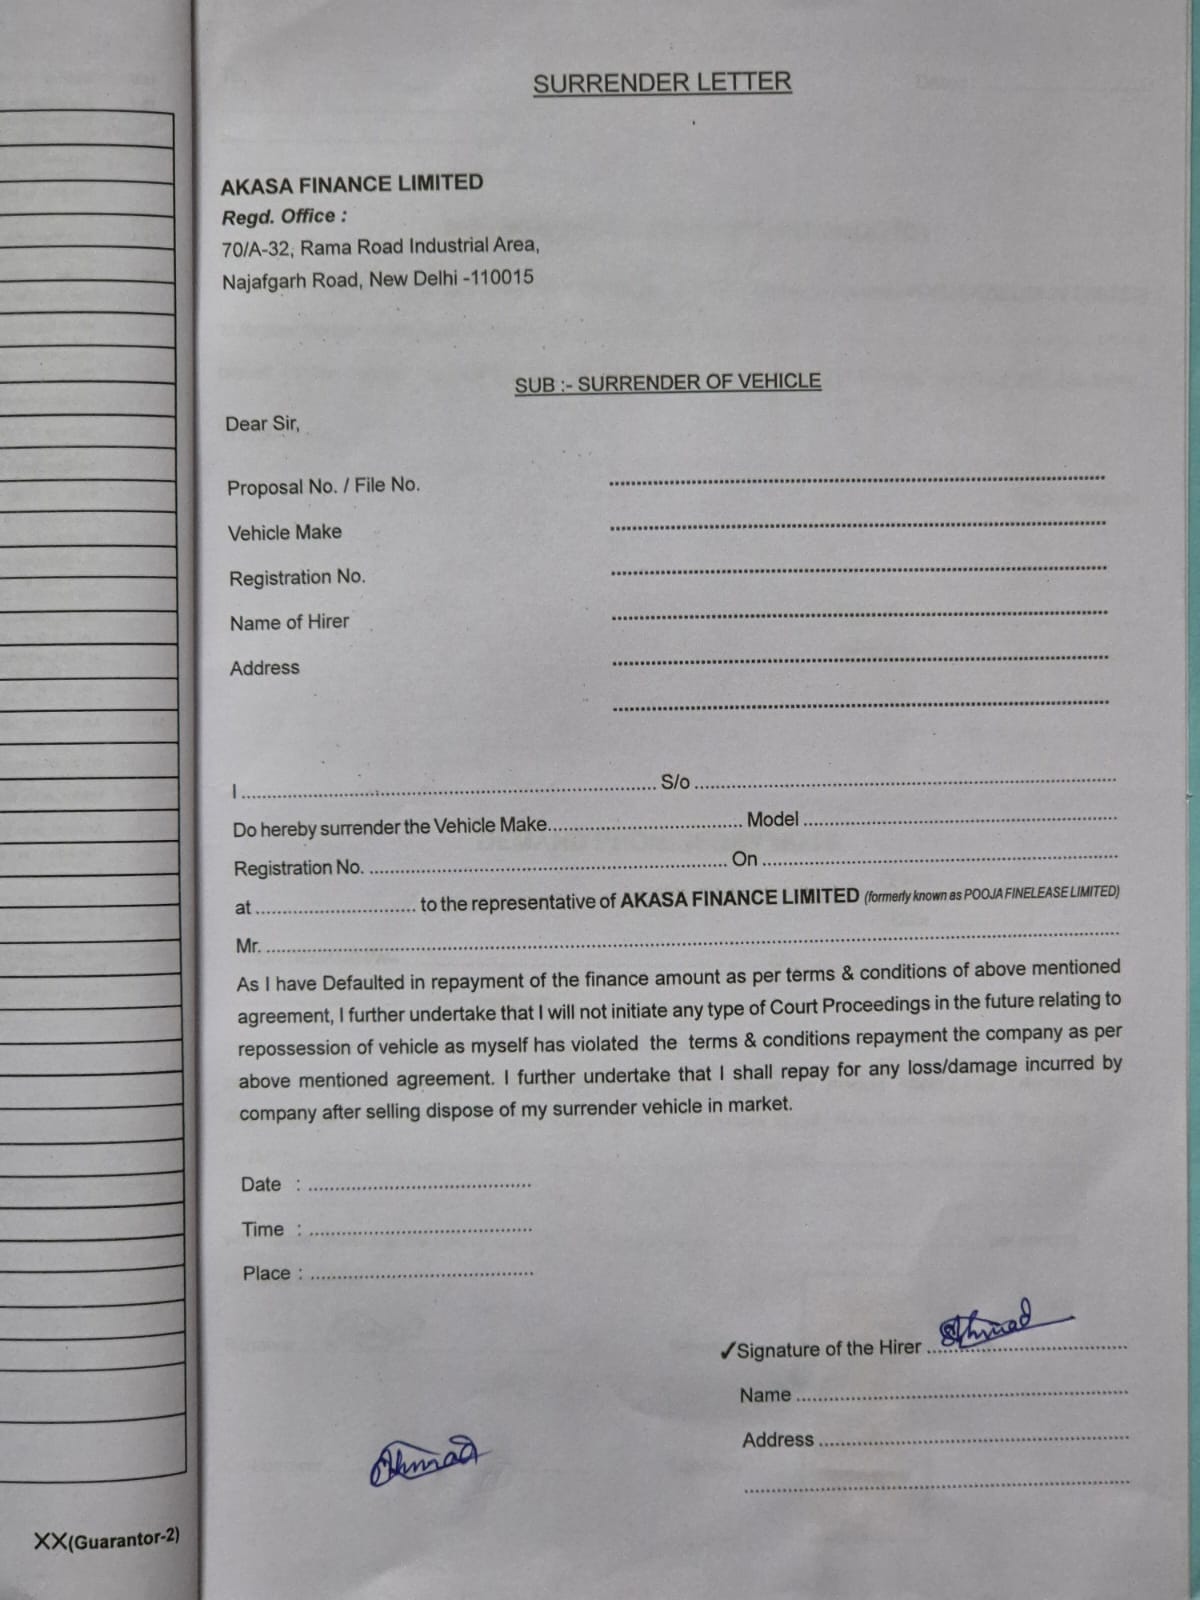 SURRENDER LETTER
AKASA FINANCE LIMITED
Regd. Office :
70/A-32, Rama Road Industrial Area,
Najafgarh Road, New Delhi -110015
SUB :- SURRENDER OF VEHICLE
Dear Sir,
Proposal No. / File No. ........................
Vehicle Make ........................
Registration No. ........................
Name of Hirer ........................
Address ........................
........................
I ........................ S/o ........................
Do hereby surrender the Vehicle Make........................ Model ........................
Registration No. ........................ On ........................
at ........................ to the representative of AKASA FINANCE LIMITED (formerly known as POOJA FINELEASE LIMITED)
Mr. ........................
As I have Defaulted in repayment of the finance amount as per terms & conditions of above mentioned
agreement, I further undertake that I will not initiate any type of Court Proceedings in the future relating to
repossession of vehicle as myself has violated the terms & conditions repayment the company as per
above mentioned agreement. I further undertake that I shall repay for any loss/damage incurred by
company after selling dispose of my surrender vehicle in market.
Date : ........................
Time : ........................
Place : ........................
✓Signature of the Hirer ........................
Name ........................
Address ........................
........................
XX(Guarantor-2)